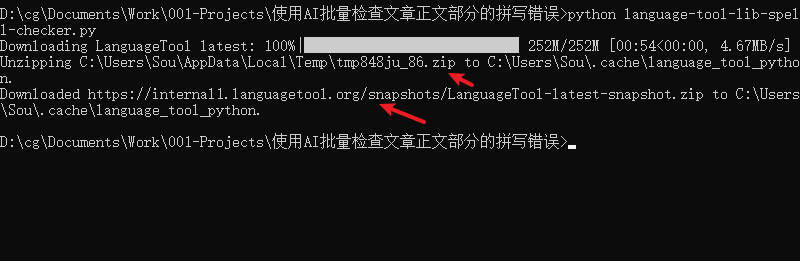 D:\cg\Documents\Work\001-Projects\使用AI批量检查文章正文部分的拼写错误>python language-tool-lib-spel
l-checker.py
Downloading LanguageTool latest: 100%| 252M/252M [00:54<00:00, 4.67MB/s]
Unzipping C:\Users\Sou\AppData\Local\Temp\tmp848ju_86.zip to C:\Users\Sou\.cache\language_tool_pytho
n.
Downloaded https://internal1.languagetool.org/snapshots/LanguageTool-latest-snapshot.zip to C:\Users
\Sou\.cache\language_tool_python.
D:\cg\Documents\Work\001-Projects\使用AI批量检查文章正文部分的拼写错误>